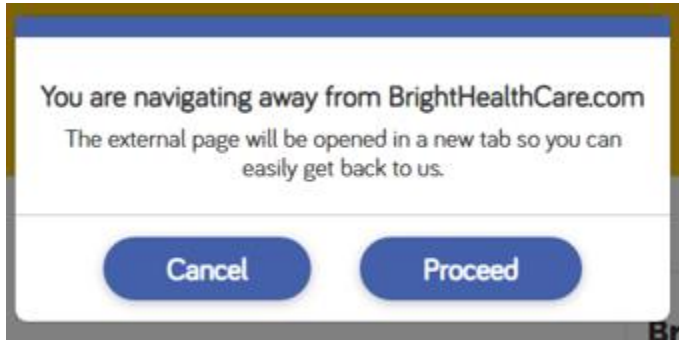 You are navigating away from BrightHealthCare.com
The external page will be opened in a new tab so you can
easily get back to us.
Cancel
Proceed
Br